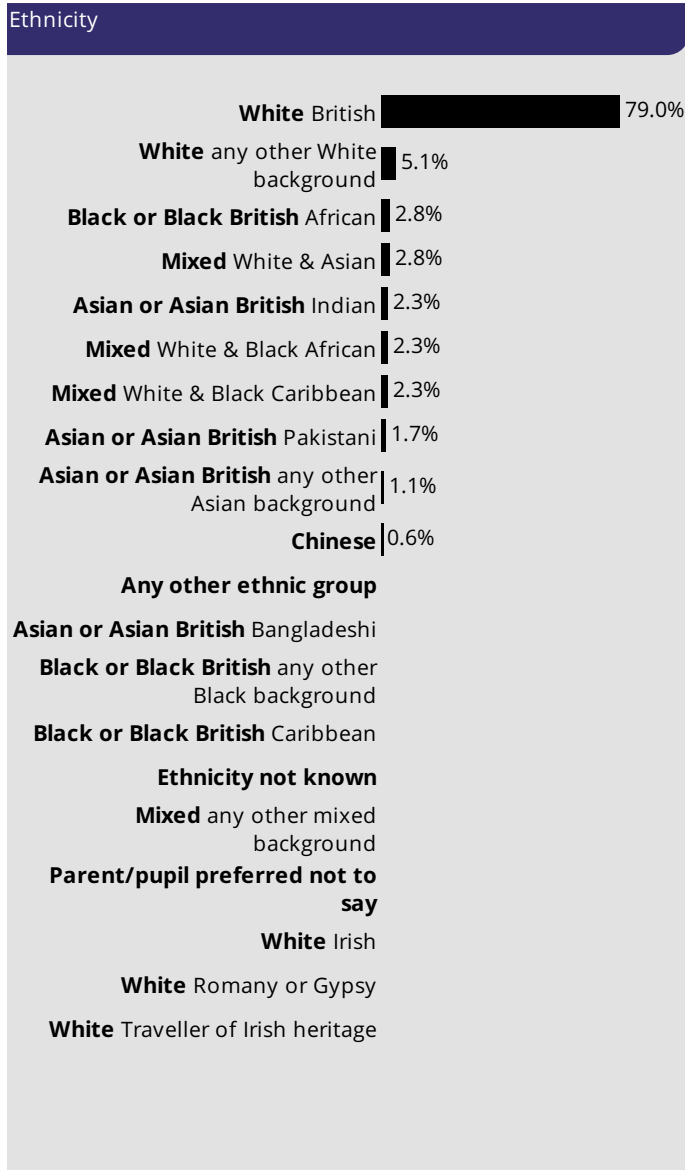 Ethnicity
White British 79.0%
White any other White
background
5.1%
Black or Black British African 2.8%
Mixed White & Asian 2.8%
Asian or Asian British Indian 2.3%
Mixed White & Black African 2.3%
Mixed White & Black Caribbean 2.3%
Asian or Asian British Pakistani 1.7%
Asian or Asian British any other
Asian background
1.1%
Chinese 0.6%
Any other ethnic group
Asian or Asian British Bangladeshi
Black or Black British any other
Black background
Black or Black British Caribbean
Ethnicity not known
Mixed any other mixed
background
Parent/pupil preferred not to
say
White Irish
White Romany or Gypsy
White Traveller of Irish heritage